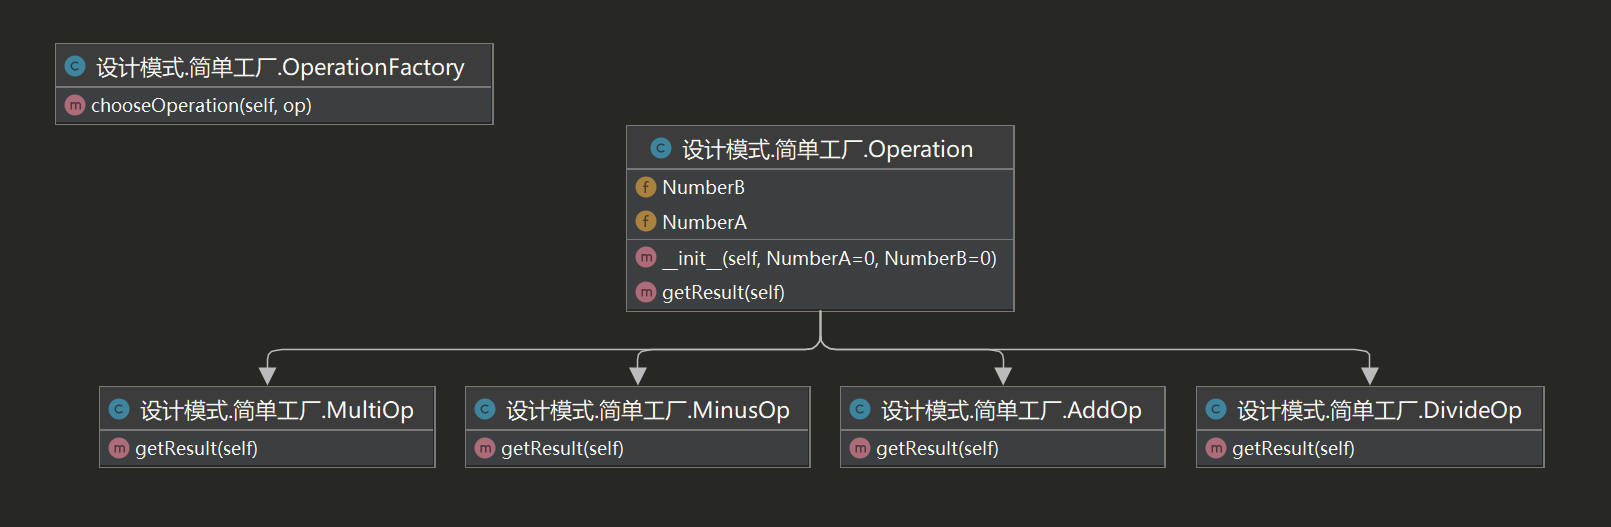 C 设计模式.简单工厂.OperationFactory
m chooseOperation(self, op)
C 设计模式.简单工厂.Operation
f NumberB
f NumberA
m __init__(self, NumberA=0, NumberB=0)
m getResult(self)
C 设计模式.简单工厂.MultiOp
m getResult(self)
C 设计模式.简单工厂.MinusOp
m getResult(self)
C 设计模式.简单工厂.AddOp
m getResult(self)
C 设计模式.简单工厂.DivideOp
m getResult(self)